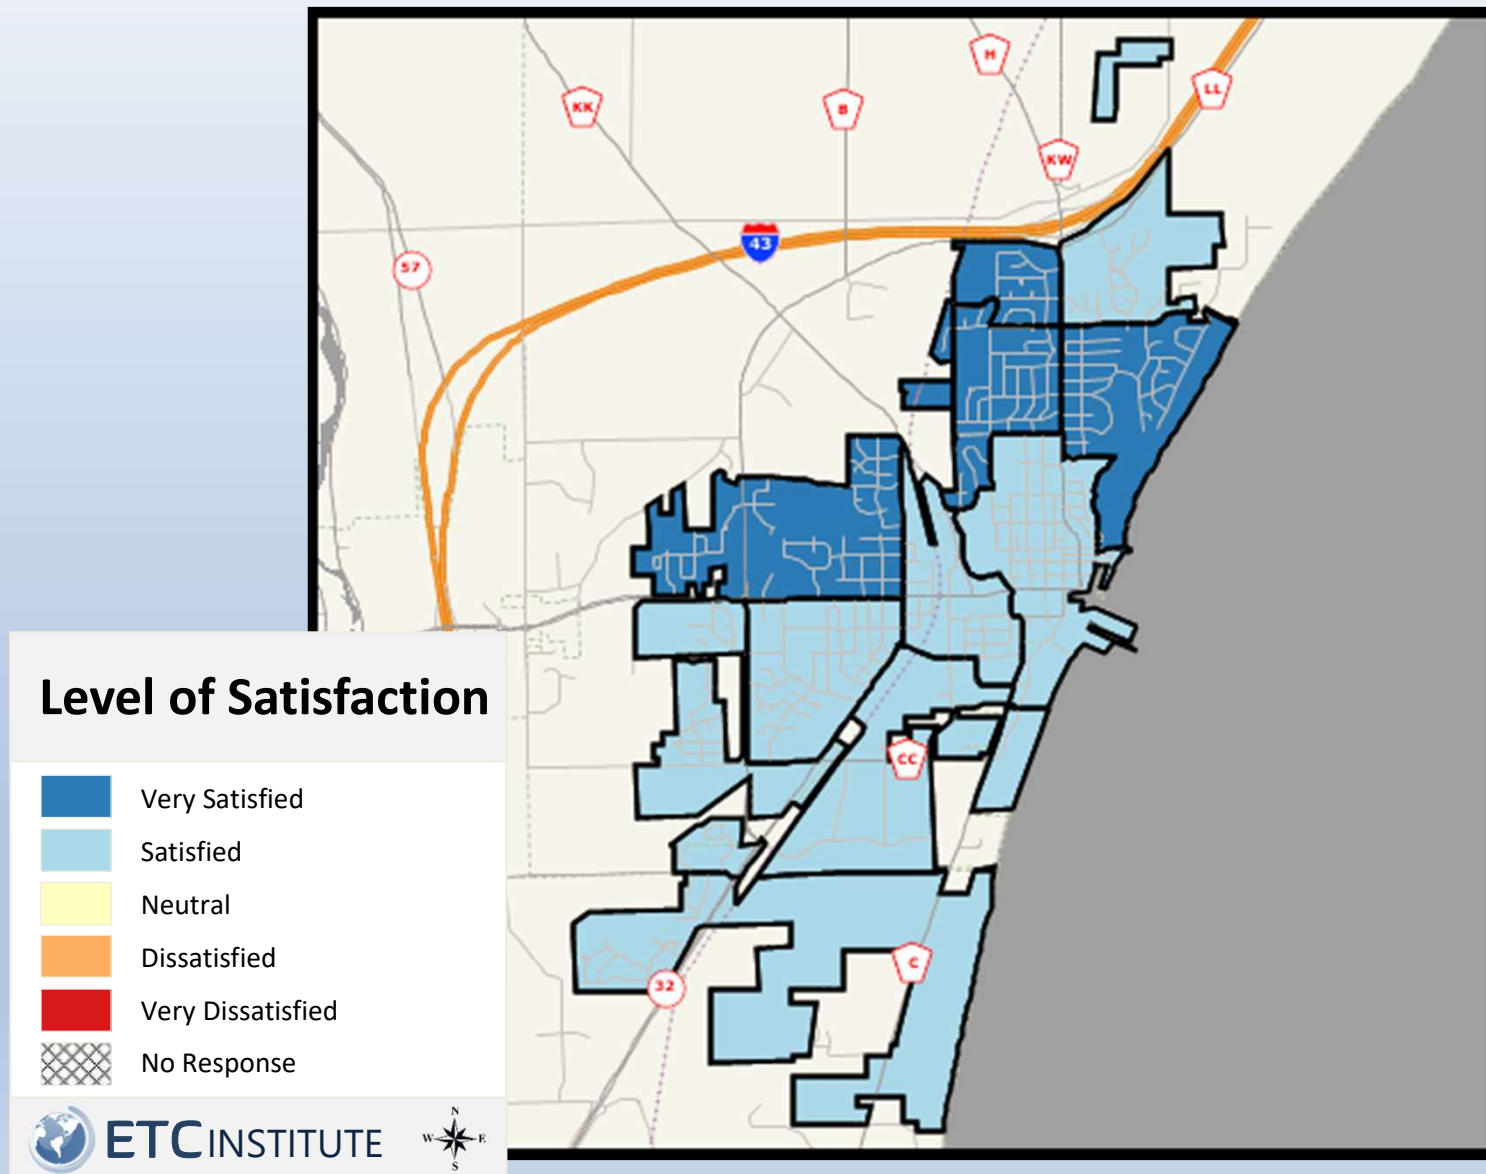 H
LL
KK
B
KW
43
57
Level of Satisfaction
CC
Very Satisfied
Satisfied
Neutral
Dissatisfied
C
32
Very Dissatisfied
No Response
ETC INSTITUTE
N
W E
S